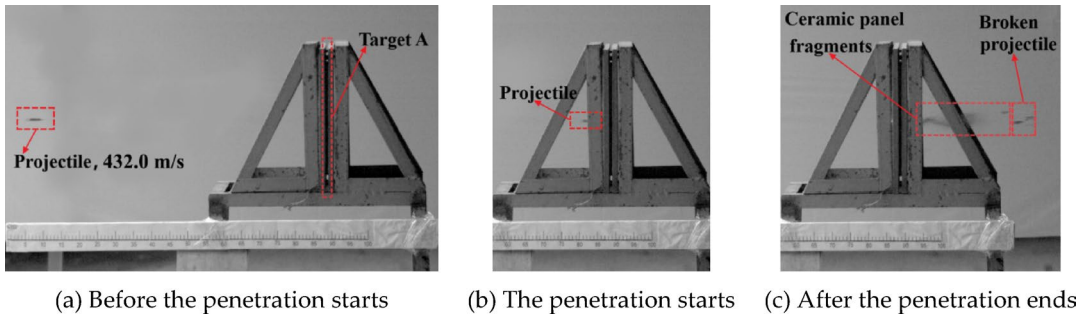 Target A
Projectile, 432.0 m/s
Projectile
Ceramic panel
fragments
Broken
projectile
(a) Before the penetration starts
(b) The penetration starts
(c) After the penetration ends